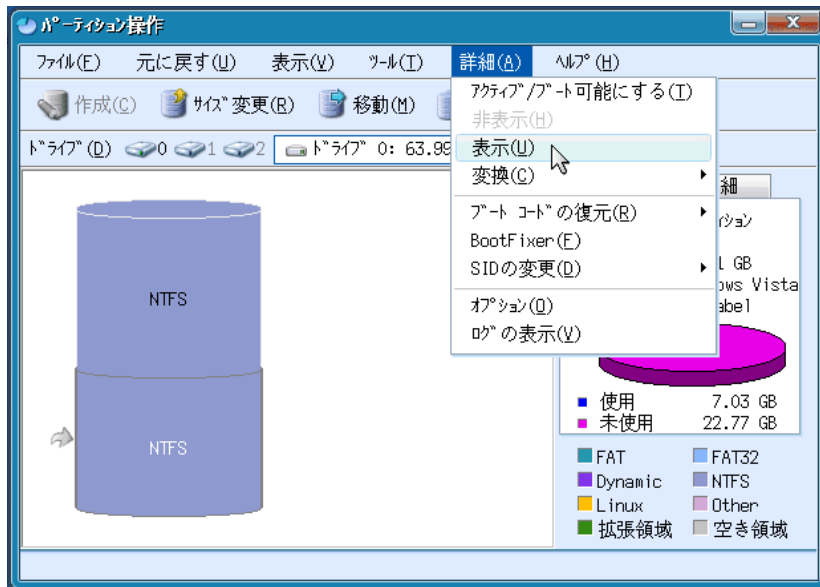 パーティション操作
ファイル(F) 元に戻す(U) 表示(V) ツール(T) 詳細(A) ヘルプ(H)
作成(C) サイズ変更(R) 移動(M)
ドライブ(D) 0 1 2 ドライブ 0: 63.99
アクティブ/ブート可能にする(T)
非表示(H)
表示(U)
変換(C)
ブート コードの復元(R)
BootFixer(F)
SIDの変更(D)
オプション(O)
ログの表示(V)
NTFS
NTFS
細
ィション
GB
ows Vista
abel
使用 7.03 GB
未使用 22.77 GB
FAT FAT32
Dynamic NTFS
Linux Other
拡張領域 空き領域